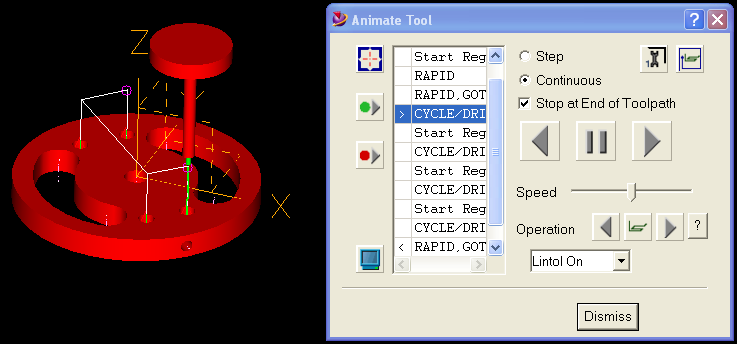 Z
X
Animate Tool
?
Start Reg
RAPID
RAPID,GOT
> CYCLE/DRI
Start Reg
CYCLE/DRI
Start Reg
CYCLE/DRI
Start Reg
CYCLE/DRI
< RAPID,GOT
Step
Continuous
Stop at End of Toolpath
Speed
Operation
?
Lintol On
Dismiss